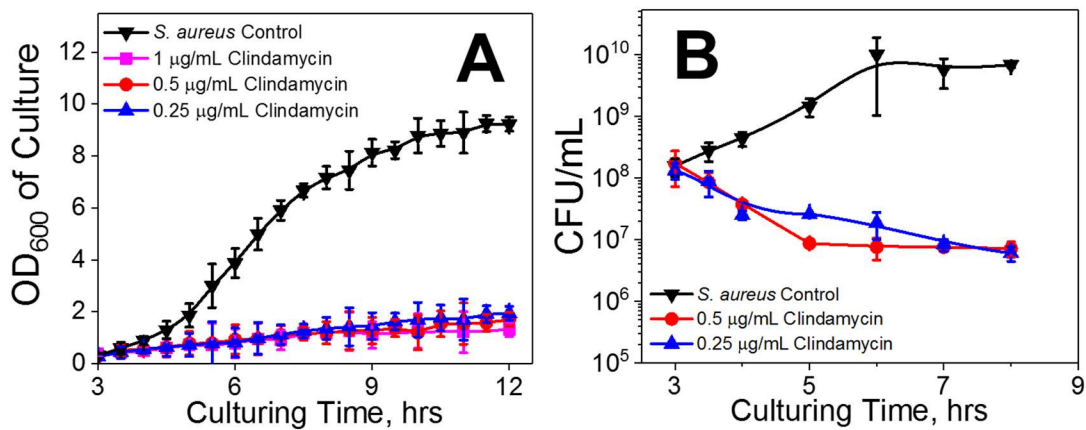 A
S. aureus Control
1 μg/mL Clindamycin
0.5 μg/mL Clindamycin
0.25 μg/mL Clindamycin
OD600 of Culture
12
10
8
6
4
2
0
3
6
9
12
Culturing Time, hrs
B
CFU/mL
10^10
10^9
10^8
10^7
10^6
10^5
S. aureus Control
0.5 μg/mL Clindamycin
0.25 μg/mL Clindamycin
3
5
7
9
Culturing Time, hrs